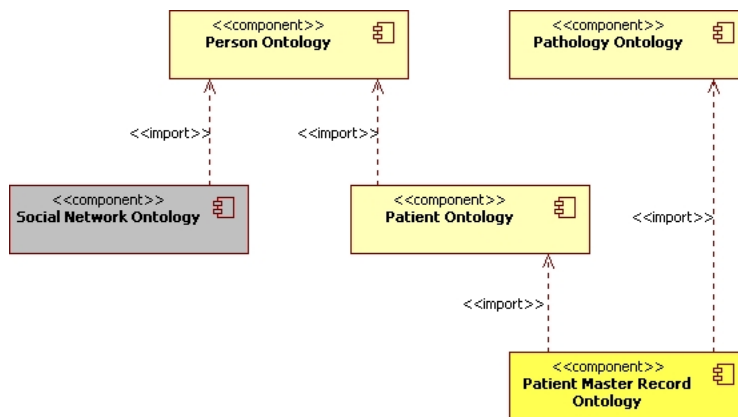 <<component>>
Person Ontology
<<component>>
Pathology Ontology
<<import>>
<<import>>
<<component>>
Social Network Ontology
<<component>>
Patient Ontology
<<import>>
<<import>>
<<component>>
Patient Master Record
Ontology